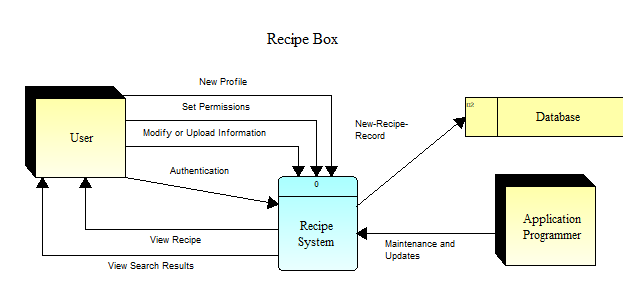 Recipe Box
New Profile
Set Permissions
Modify or Upload Information
Authentication
User
New-Recipe-
Record
Database
0
Recipe
System
Application
Programmer
Maintenance and
Updates
View Recipe
View Search Results